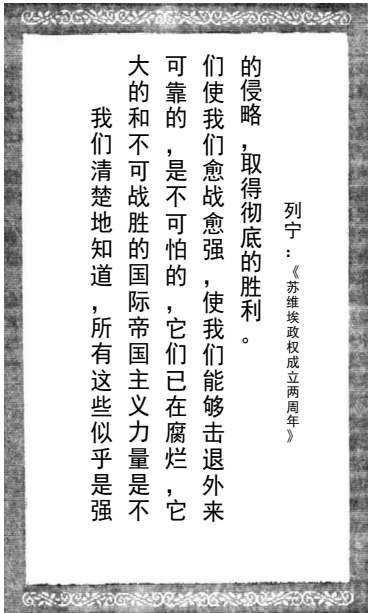 我们清楚地知道，所有这些似乎是强
大的和不可战胜的国际帝国主义力量是不
可靠的，是不可怕的，它们已在腐烂，它
们使我们愈战愈强，使我们能够击退外来
的侵略，取得彻底的胜利。
列宁：《苏维埃政权成立两周年》